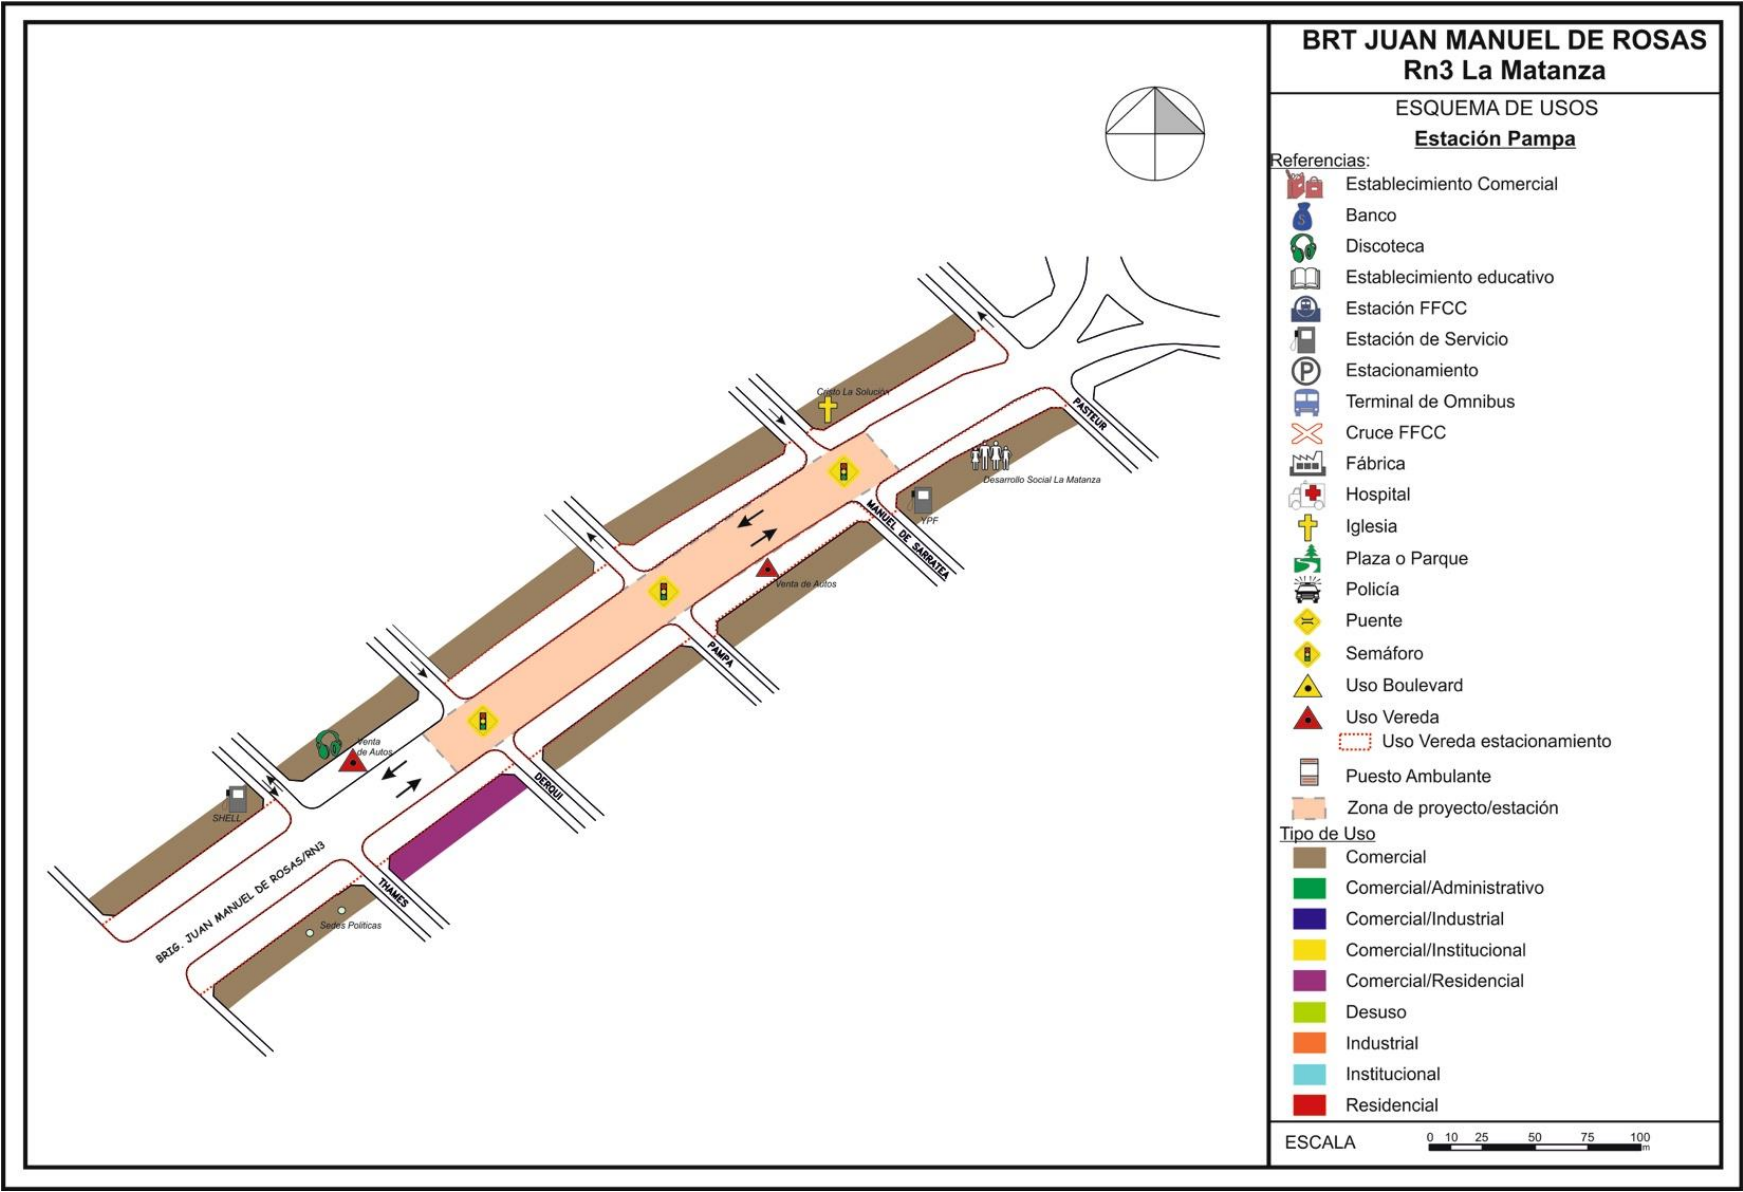 BRT JUAN MANUEL DE ROSAS
Rn3 La Matanza
ESQUEMA DE USOS
Estación Pampa
Referencias:
Establecimiento Comercial
Banco
Discoteca
Establecimiento educativo
Estación FFCC
Estación de Servicio
P
Estacionamiento
Terminal de Omnibus
Cruce FFCC
Fábrica
Hospital
Iglesia
Plaza o Parque
Policía
Puente
Semáforo
Uso Boulevard
Uso Vereda
Uso Vereda estacionamiento
Puesto Ambulante
Zona de proyecto/estación
Tipo de Uso
Comercial
Comercial/Administrativo
Comercial/Industrial
Comercial/Institucional
Comercial/Residencial
Desuso
Industrial
Institucional
Residencial
ESCALA
0 10 25 50 75 100
m
Cristo La Solución
PASTEUR
Desarrollo Social La Matanza
YPF
MANUEL DE SARRATEA
Venta de Autos
PAMPA
Venta
de Autos
DERQUI
SHELL
BRIG. JUAN MANUEL DE ROSAS/RN3
THAMES
Sedes Politicas